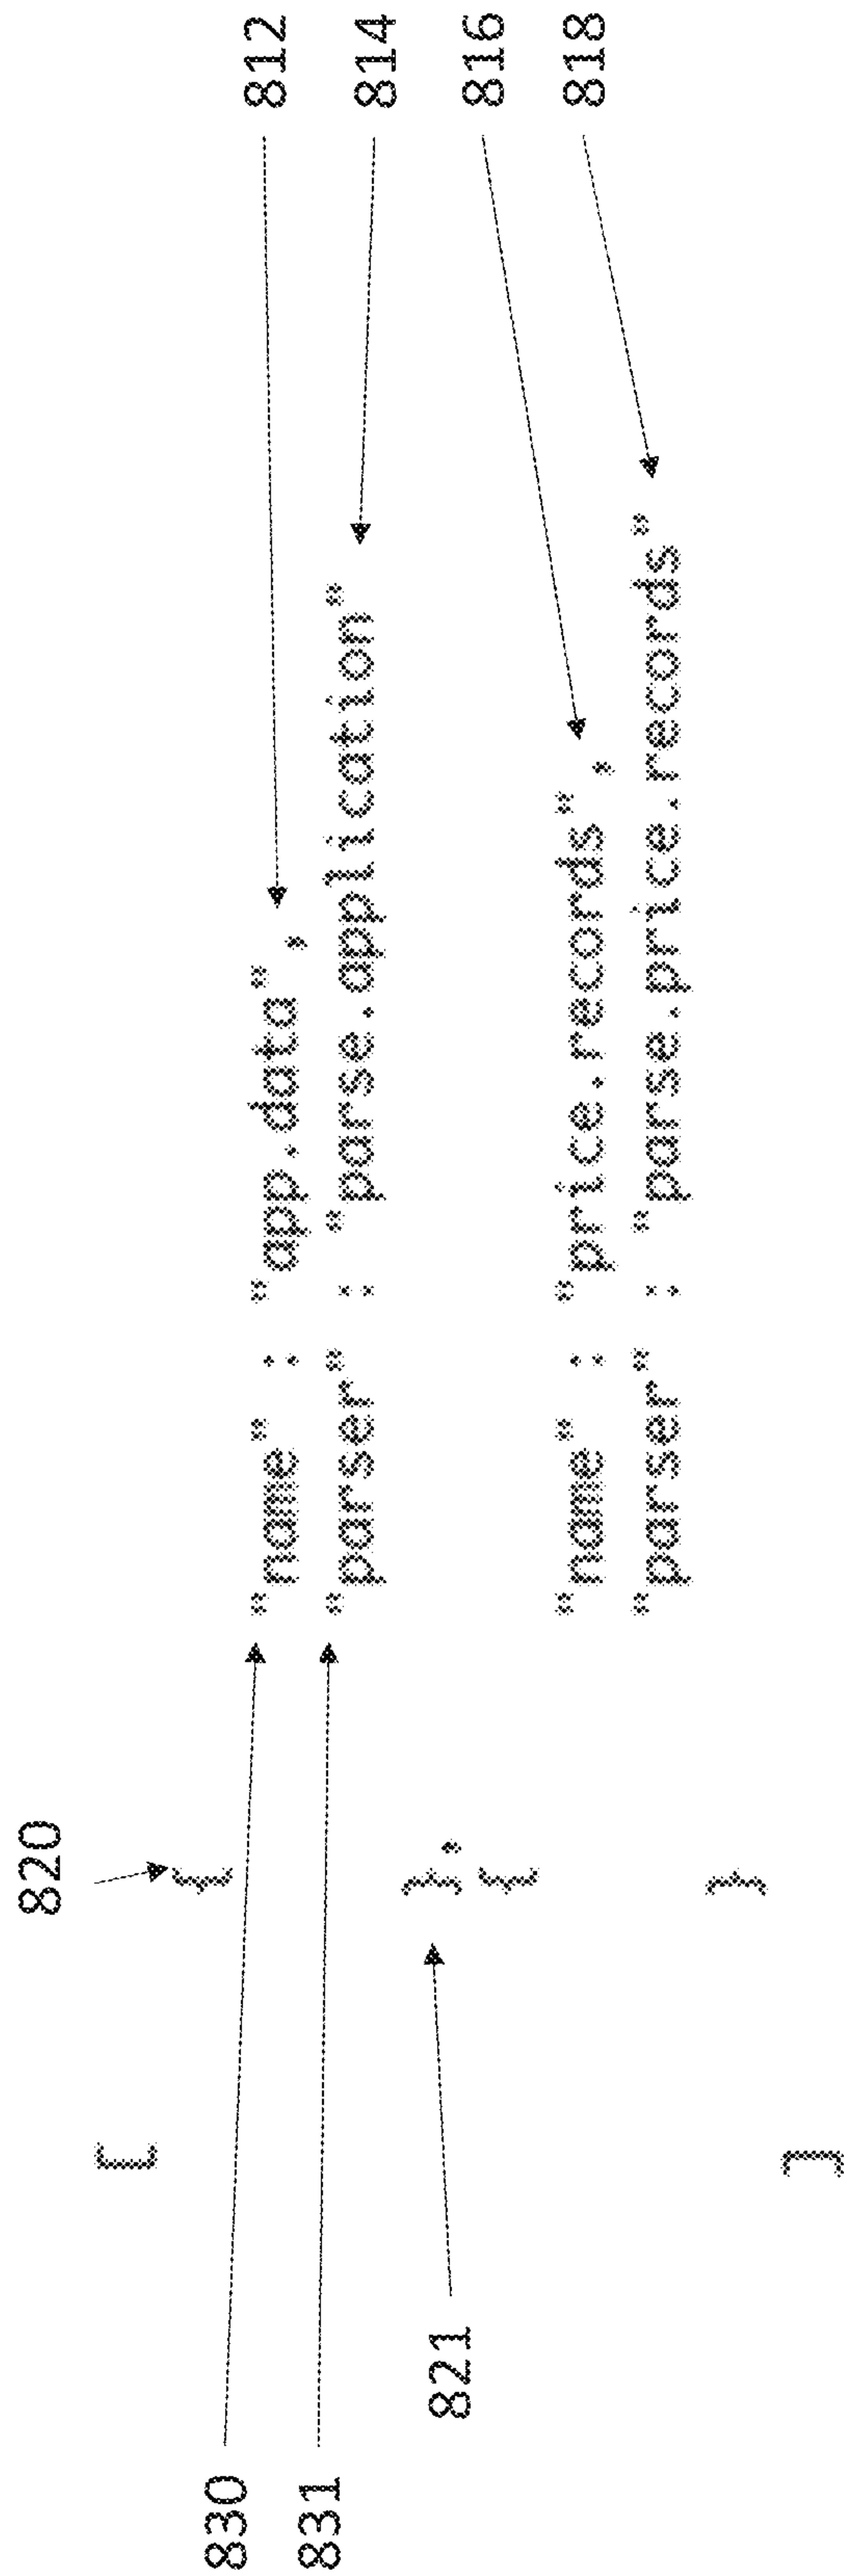 820
[
{
830 "name" : "app.data", 812
831 "parser" : "parse.application" 814
821 },
{
"name" : "price.records", 816
"parser" : "parse.price.records" 818
}
]